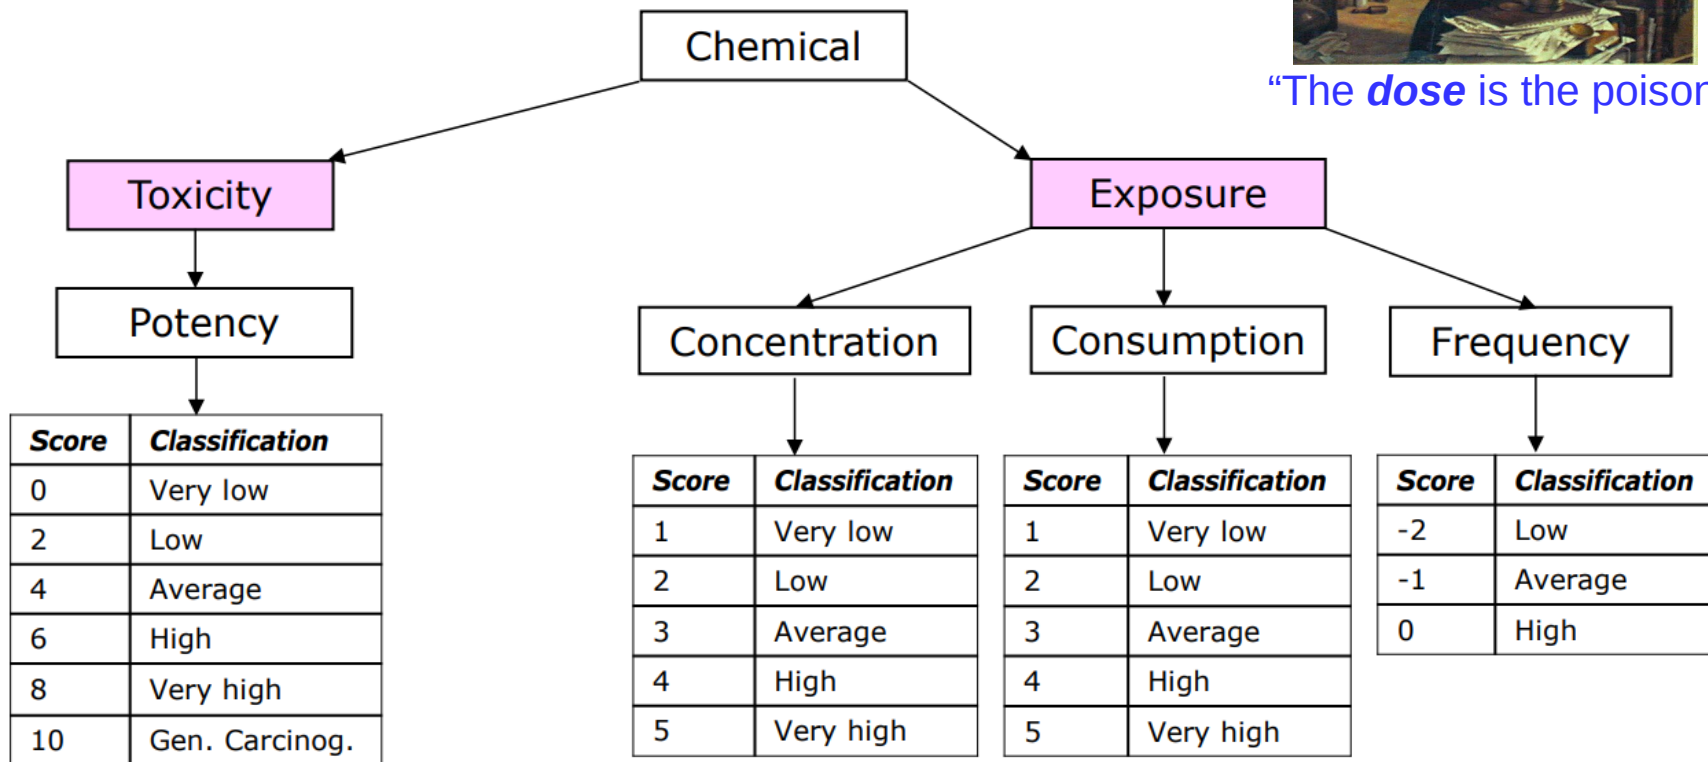 Chemical
“The dose is the poison
Toxicity
Exposure
Potency
Concentration
Consumption
Frequency
Score Classification
0 Very low
2 Low
4 Average
6 High
8 Very high
10 Gen. Carcinog.
Score Classification
1 Very low
2 Low
3 Average
4 High
5 Very high
Score Classification
1 Very low
2 Low
3 Average
4 High
5 Very high
Score Classification
-2 Low
-1 Average
0 High